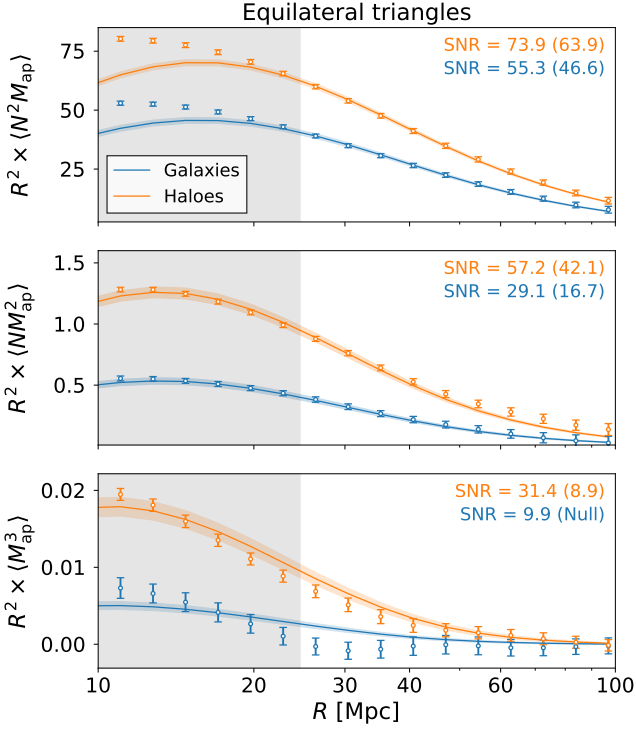 Equilateral triangles
R² × ⟨N²M_ap⟩
75
50
25
SNR = 73.9 (63.9)
SNR = 55.3 (46.6)
Galaxies
Haloes
R² × ⟨NM²_ap⟩
1.5
1.0
0.5
SNR = 57.2 (42.1)
SNR = 29.1 (16.7)
R² × ⟨M³_ap⟩
0.02
0.01
0.00
SNR = 31.4 (8.9)
SNR = 9.9 (Null)
10 20 30 40 60 100
R [Mpc]